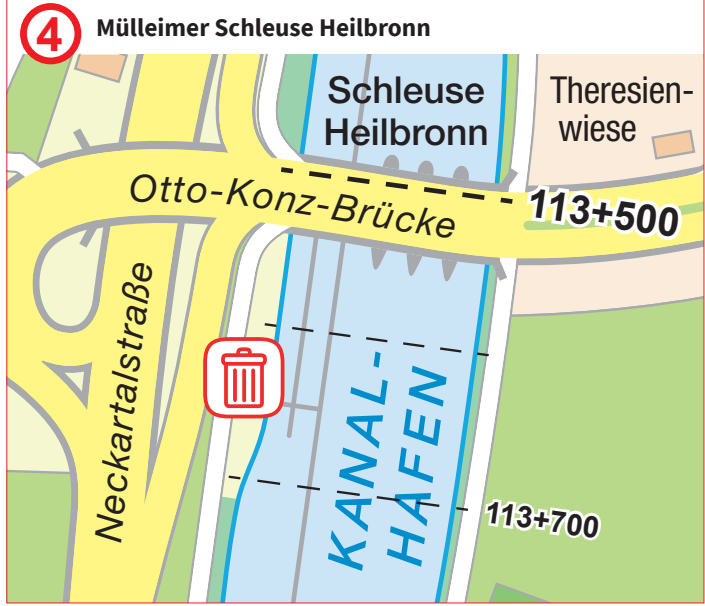 4
Mülleimer Schleuse Heilbronn
Schleuse
Heilbronn
Theresien-
wiese
Otto-Konz-Brücke
113+500
Neckartalstraße
KANAL-
HAFEN
113+700